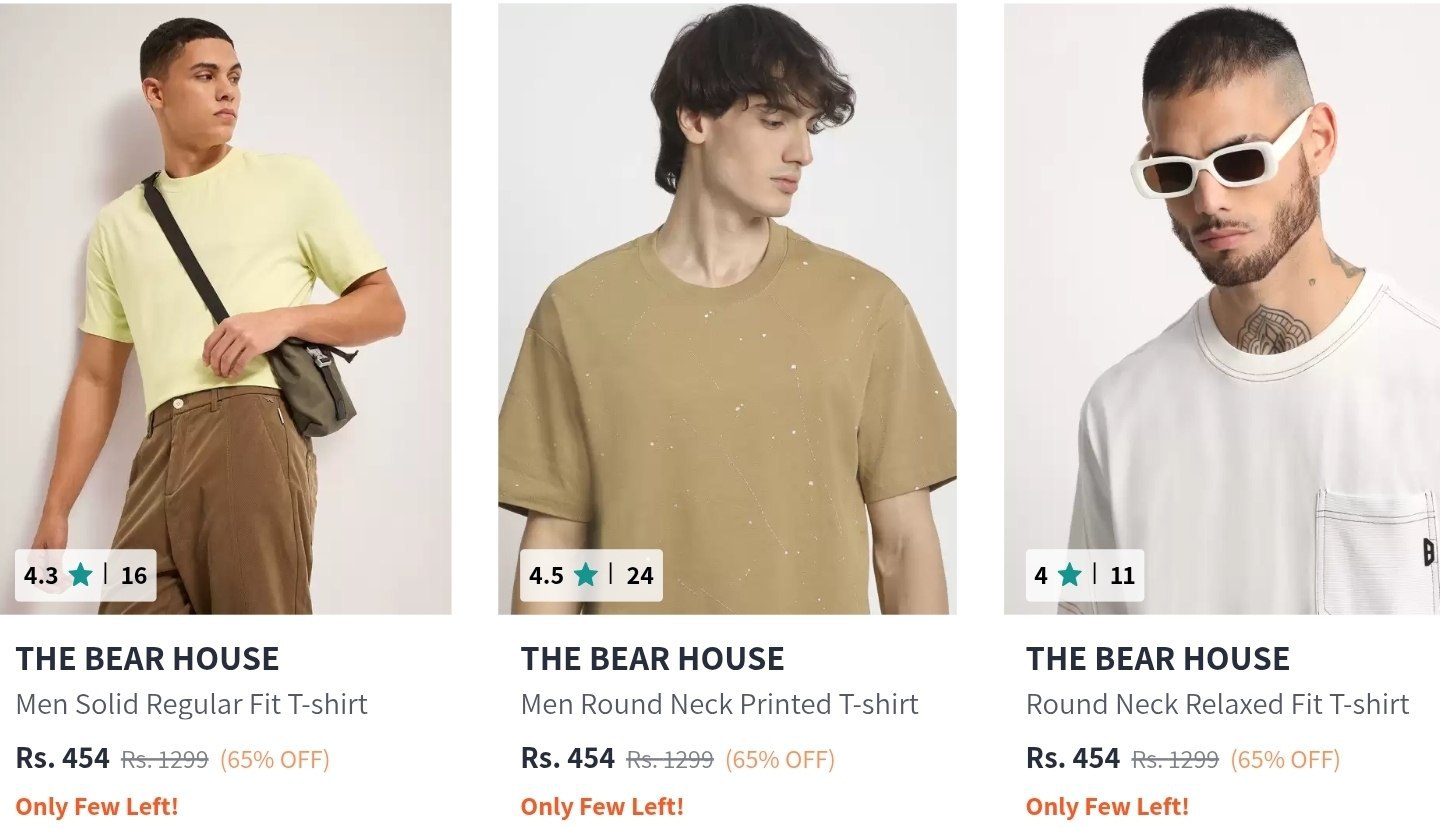 4.3 ★ | 16
THE BEAR HOUSE
Men Solid Regular Fit T-shirt
Rs. 454 Rs. 1299 (65% OFF)
Only Few Left!
4.5 ★ | 24
THE BEAR HOUSE
Men Round Neck Printed T-shirt
Rs. 454 Rs. 1299 (65% OFF)
Only Few Left!
B
4 ★ | 11
THE BEAR HOUSE
Round Neck Relaxed Fit T-shirt
Rs. 454 Rs. 1299 (65% OFF)
Only Few Left!